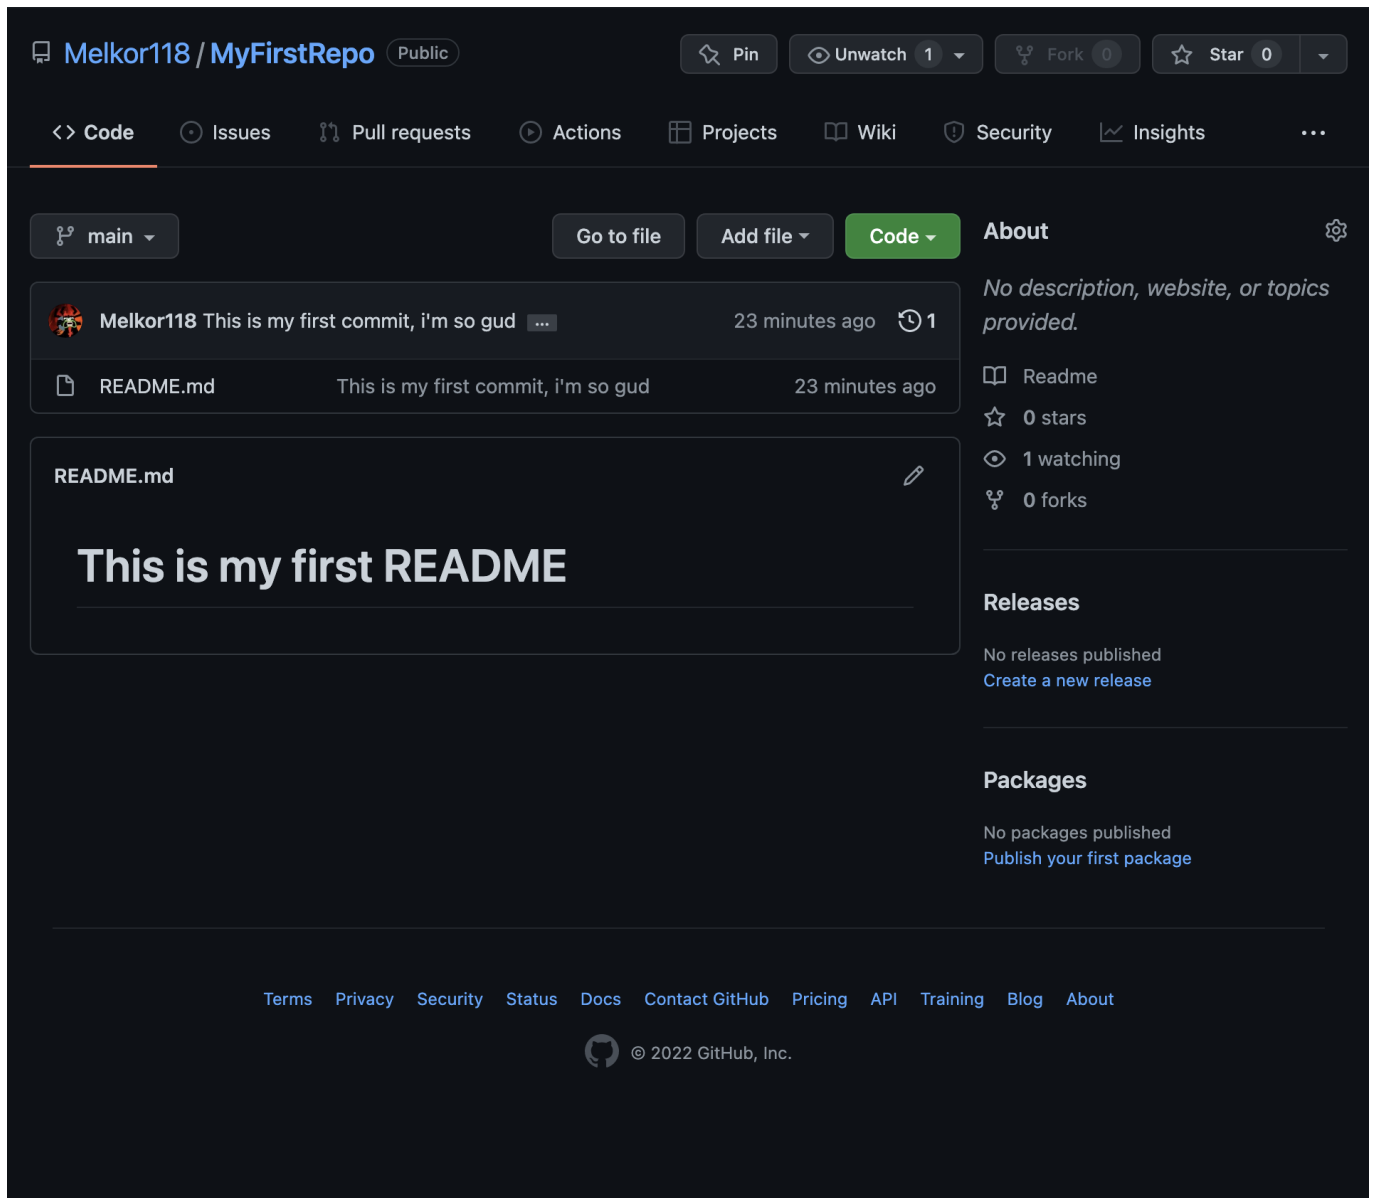 Melkor118 / MyFirstRepo Public
Pin
Unwatch 1
Fork 0
Star 0
Code Issues Pull requests Actions Projects Wiki Security Insights ...
main
Go to file
Add file
Code
Melkor118 This is my first commit, i'm so gud ... 23 minutes ago 1
README.md This is my first commit, i'm so gud 23 minutes ago
README.md
This is my first README
About
No description, website, or topics
provided.
Readme
0 stars
1 watching
0 forks
Releases
No releases published
Create a new release
Packages
No packages published
Publish your first package
Terms Privacy Security Status Docs Contact GitHub Pricing API Training Blog About
© 2022 GitHub, Inc.